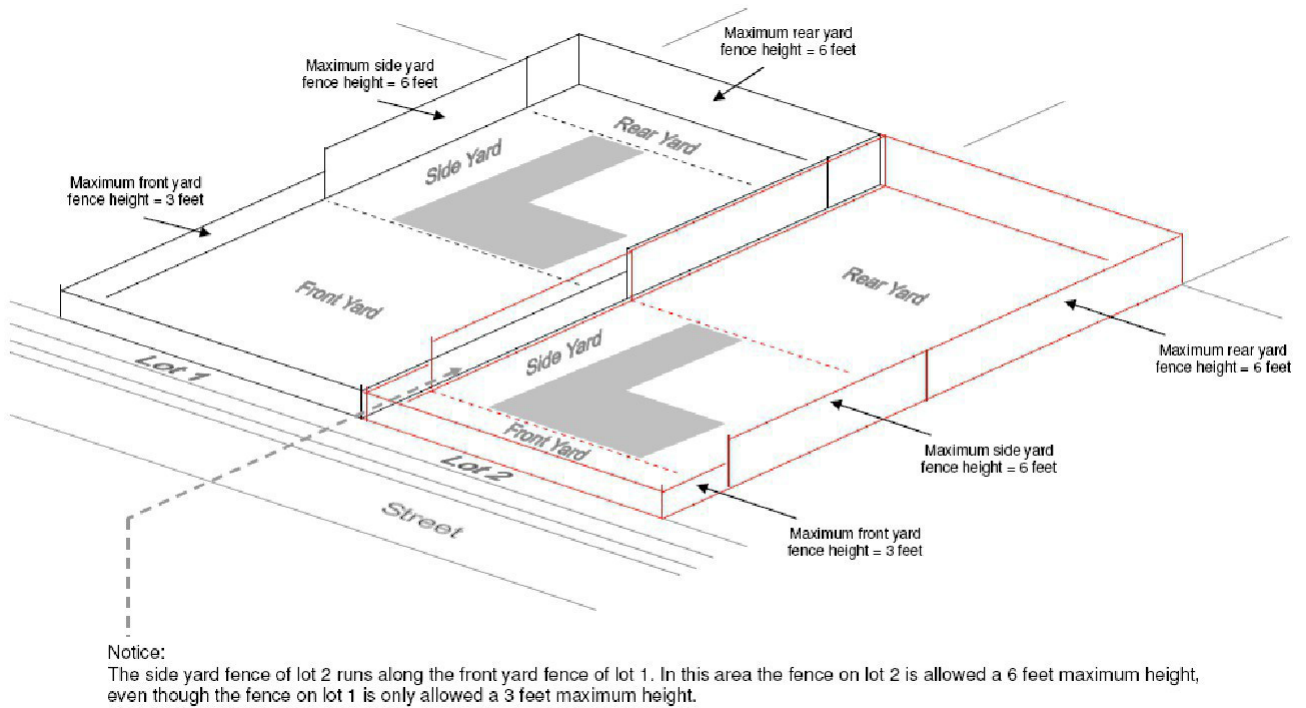 Maximum rear yard
fence height = 6 feet
Maximum side yard
fence height = 6 feet
Rear Yard
Side Yard
Maximum front yard
fence height = 3 feet
Front Yard
Rear Yard
Lot 1
Side Yard
Maximum rear yard
fence height = 6 feet
Front Yard
Maximum side yard
fence height = 6 feet
Lot 2
Street
Maximum front yard
fence height = 3 feet
Notice:
The side yard fence of lot 2 runs along the front yard fence of lot 1. In this area the fence on lot 2 is allowed a 6 feet maximum height,
even though the fence on lot 1 is only allowed a 3 feet maximum height.